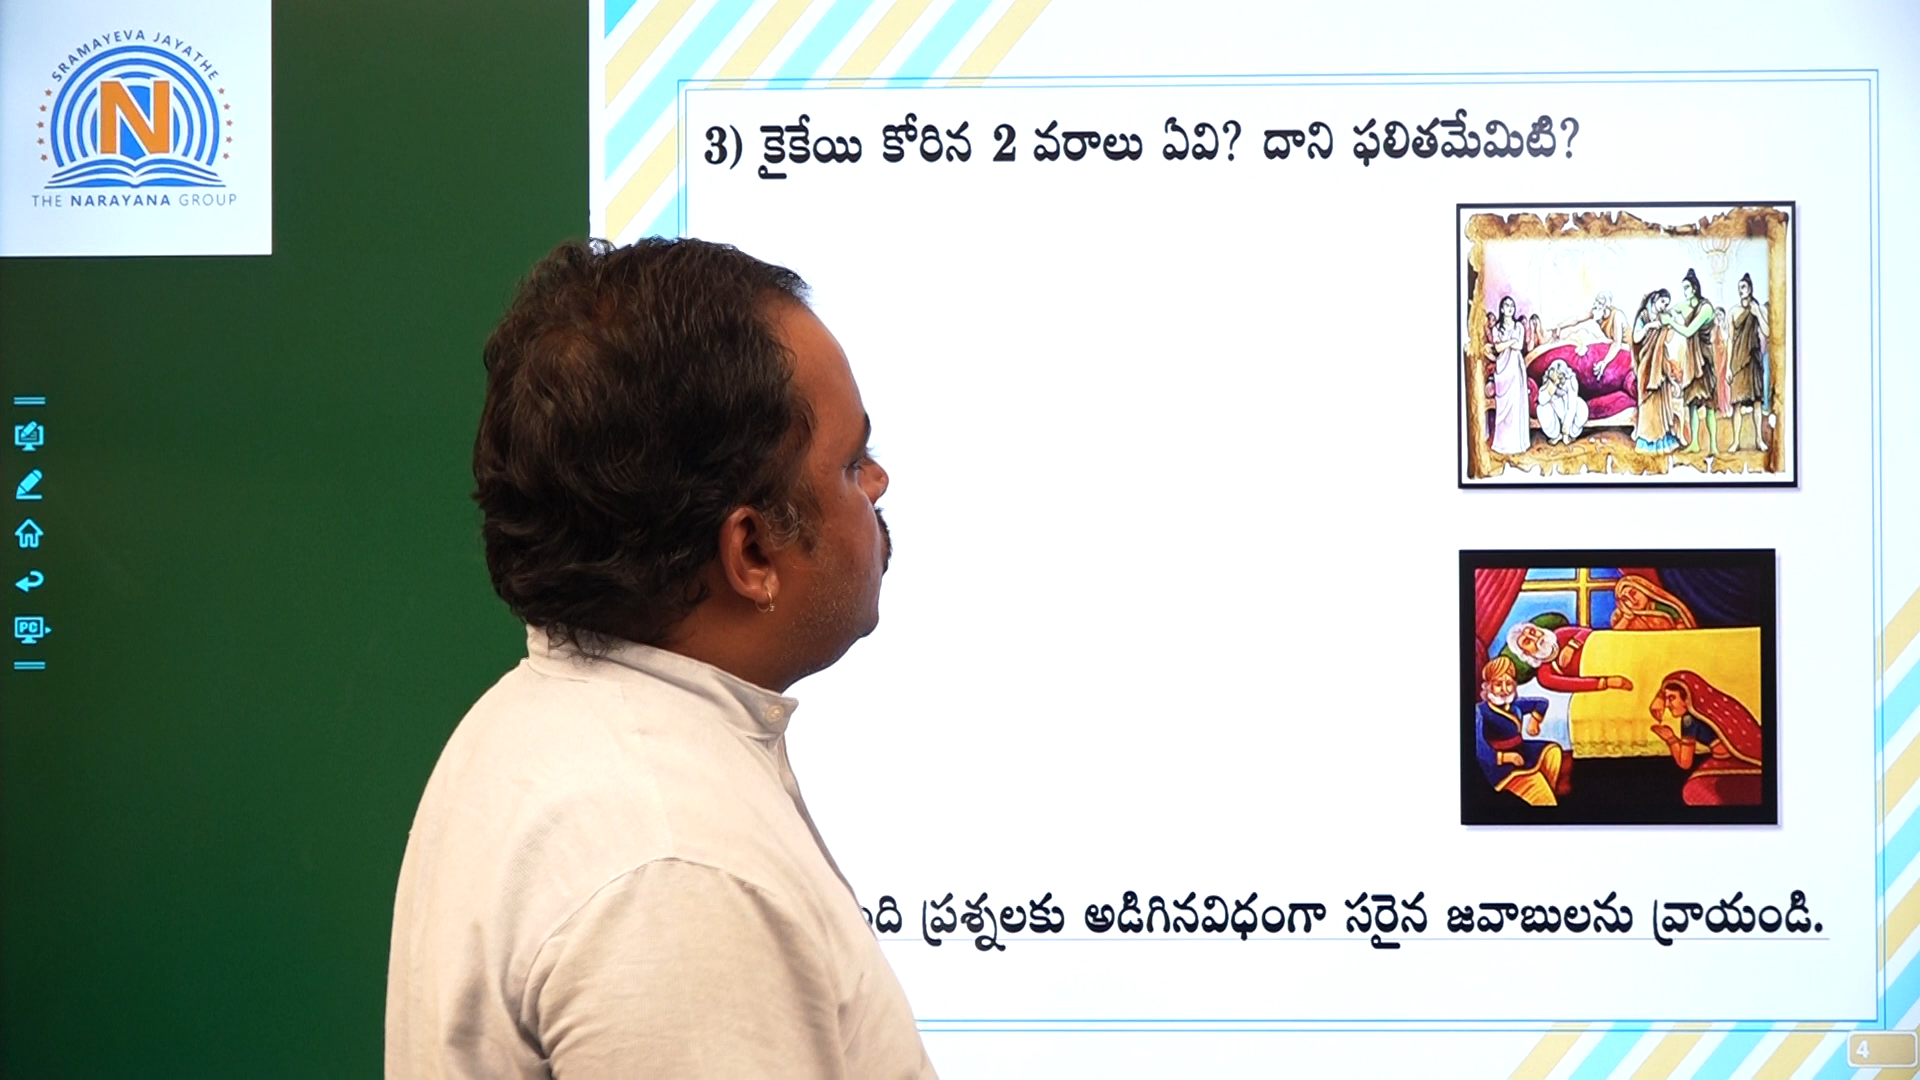 SRAMAYEVA JAYATHE
N
THE NARAYANA GROUP
3) కైకేయి కోరిన 2 వరాలు ఏవి? దాని ఫలితమేమిటి?
PC
ప్రశ్నలకు అడిగినవిధంగా సరైన జవాబులను వ్రాయండి.
4